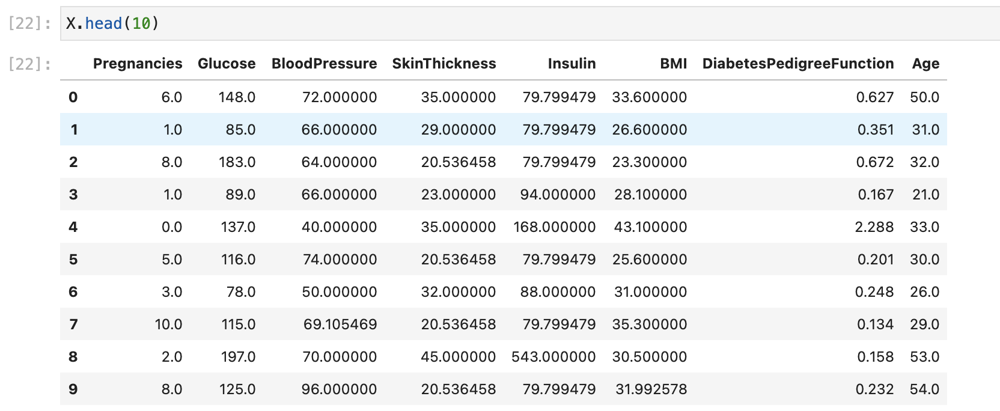 [22]: X.head(10)
[22]: Pregnancies Glucose BloodPressure SkinThickness Insulin BMI DiabetesPedigreeFunction Age
0 6.0 148.0 72.000000 35.000000 79.799479 33.600000 0.627 50.0
1 1.0 85.0 66.000000 29.000000 79.799479 26.600000 0.351 31.0
2 8.0 183.0 64.000000 20.536458 79.799479 23.300000 0.672 32.0
3 1.0 89.0 66.000000 23.000000 94.000000 28.100000 0.167 21.0
4 0.0 137.0 40.000000 35.000000 168.000000 43.100000 2.288 33.0
5 5.0 116.0 74.000000 20.536458 79.799479 25.600000 0.201 30.0
6 3.0 78.0 50.000000 32.000000 88.000000 31.000000 0.248 26.0
7 10.0 115.0 69.105469 20.536458 79.799479 35.300000 0.134 29.0
8 2.0 197.0 70.000000 45.000000 543.000000 30.500000 0.158 53.0
9 8.0 125.0 96.000000 20.536458 79.799479 31.992578 0.232 54.0